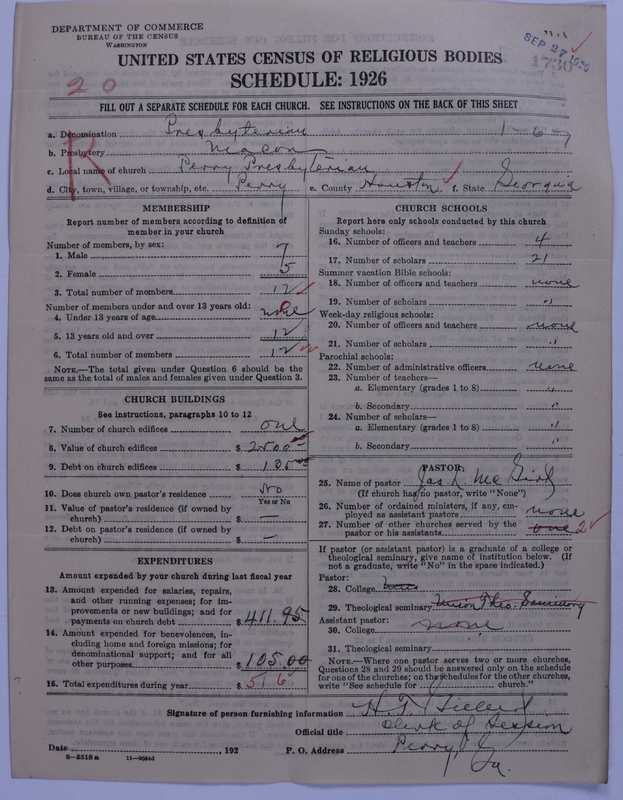 DEPARTMENT OF COMMERCE
BUREAU OF THE CENSUS
WASHINGTON
SEP 27 1926
1730
UNITED STATES CENSUS OF RELIGIOUS BODIES
SCHEDULE: 1926
20
FILL OUT A SEPARATE SCHEDULE FOR EACH CHURCH. SEE INSTRUCTIONS ON THE BACK OF THIS SHEET
R
a. Denomination Presbyterian 1-6-7
b. Presbytery Macon
c. Local name of church Perry Presbyterian
d. City, town, village, or township, etc. Perry e. County Houston f. State Georgia
MEMBERSHIP
Report number of members according to definition of
member in your church
Number of members, by sex:
1. Male 7
2. Female 5
3. Total number of members 12
Number of members under and over 13 years old:
4. Under 13 years of age none 0
5. 13 years old and over 12
6. Total number of members 12
NOTE.—The total given under Question 6 should be
same as the total of males and females given under Question 3.
CHURCH BUILDINGS
See instructions, paragraphs 10 to 12
7. Number of church edifices one
8. Value of church edifices $ 2500
9. Debt on church edifices $ 105
10. Does church own pastor's residence No
Yes or No
11. Value of pastor's residence (if owned by
church) $ —
12. Debt on pastor's residence (if owned by
church) $ —
EXPENDITURES
Amount expended by your church during last fiscal year
13. Amount expended for salaries, repairs,
and other running expenses; for im-
provements or new buildings; and for
payments on church debt $ 411.95
14. Amount expended for benevolences, in-
cluding home and foreign missions; for
denominational support; and for all
other purposes $ 105.00
15. Total expenditures during year $ 516
CHURCH SCHOOLS
Report here only schools conducted by this church
Sunday schools:
16. Number of officers and teachers 4
17. Number of scholars 21
Summer vacation Bible schools:
18. Number of officers and teachers none
19. Number of scholars "
Week-day religious schools:
20. Number of officers and teachers none
21. Number of scholars "
Parochial schools:
22. Number of administrative officers none
23. Number of teachers—
a. Elementary (grades 1 to 8) "
b. Secondary "
24. Number of scholars—
a. Elementary (grades 1 to 8) "
b. Secondary "
PASTOR:
25. Name of pastor Jas. R. Mc
(If church has no pastor, write "None")
26. Number of ordained ministers, if any, em-
ployed as assistant pastors none
27. Number of other churches served by the
pastor or his assistants one 2
If pastor (or assistant pastor) is a graduate of a college or
theological seminary, give name of institution below. (If
not a graduate, write "No" in the space indicated.)
Pastor:
28. College
29. Theological seminary Union Theo. Seminary
Assistant pastor:
30. College none
31. Theological seminary
NOTE.—Where one pastor serves two or more churches,
Questions 28 and 29 should be answered only on the schedule
for one of the churches; on the schedules for the other churches,
write "See schedule for church."
Signature of person furnishing information H. T.
Official title Clerk of Session
Date , 192 P. O. Address Perry, Ga.
8—5518 a